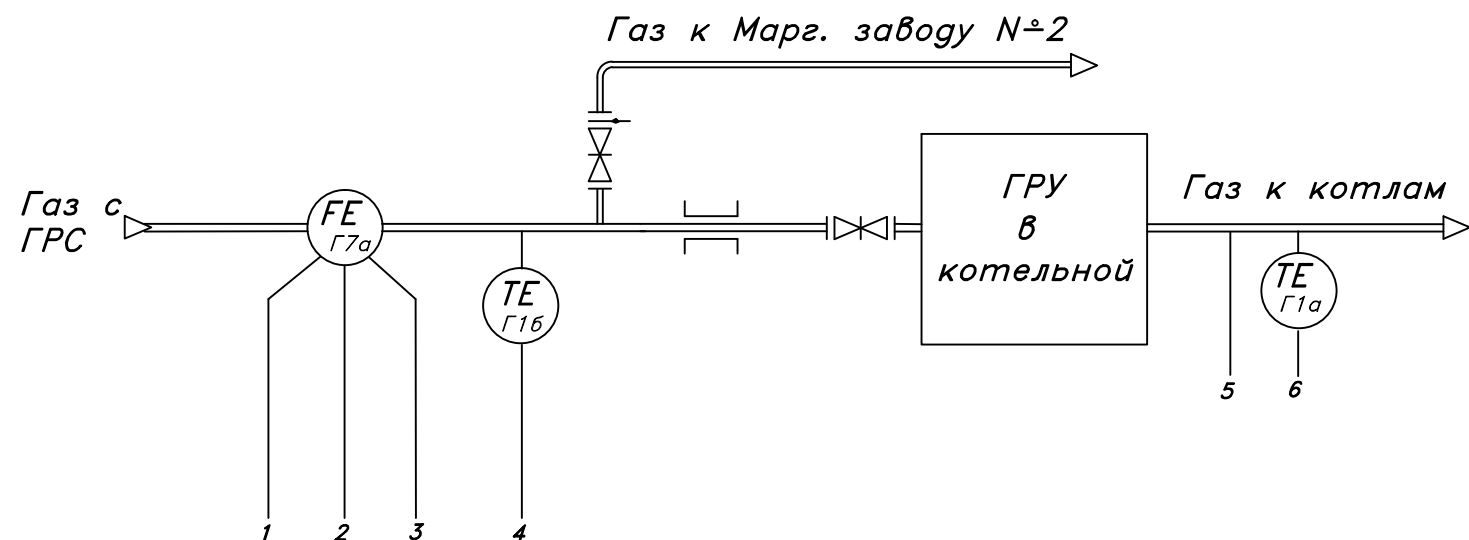 Газ к Марг. заводу №2
Газ с
ГРС
FE
Г7а
TE
Г1б
ГРУ
в
котельной
Газ к котлам
TE
Г1а
5
6
1
2
3
4